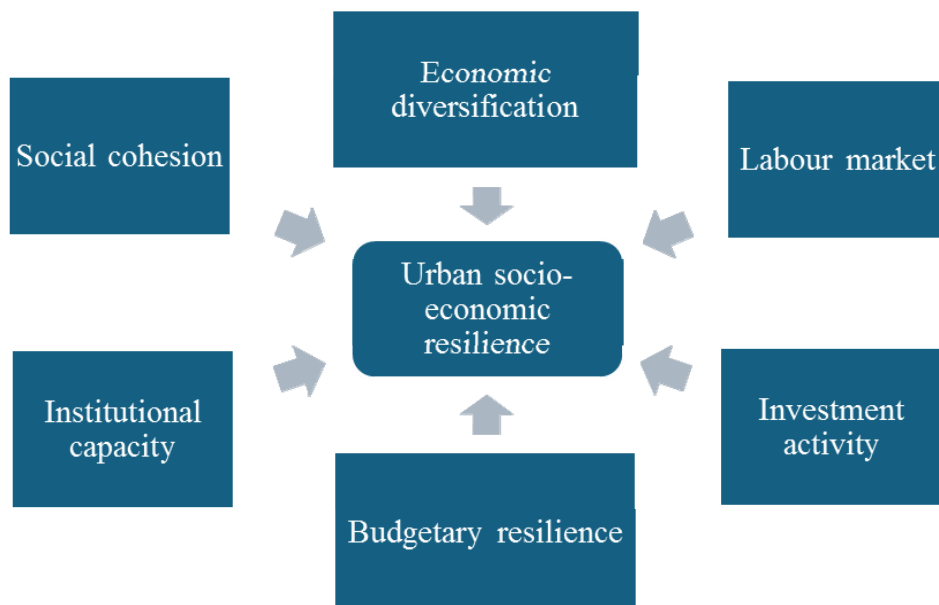 Economic
diversification
Social cohesion
Labour market
Urban socio-
economic
resilience
Institutional
capacity
Investment
activity
Budgetary resilience